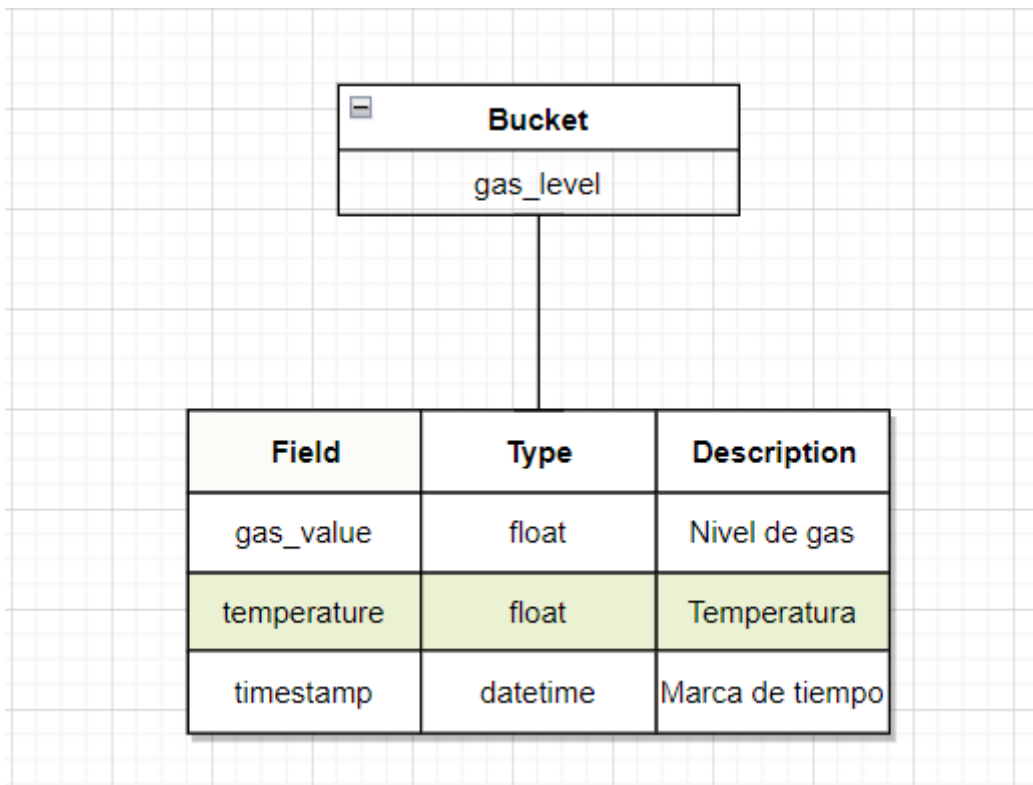 Bucket
gas_level
Field Type Description
gas_value float Nivel de gas
temperature float Temperatura
timestamp datetime Marca de tiempo